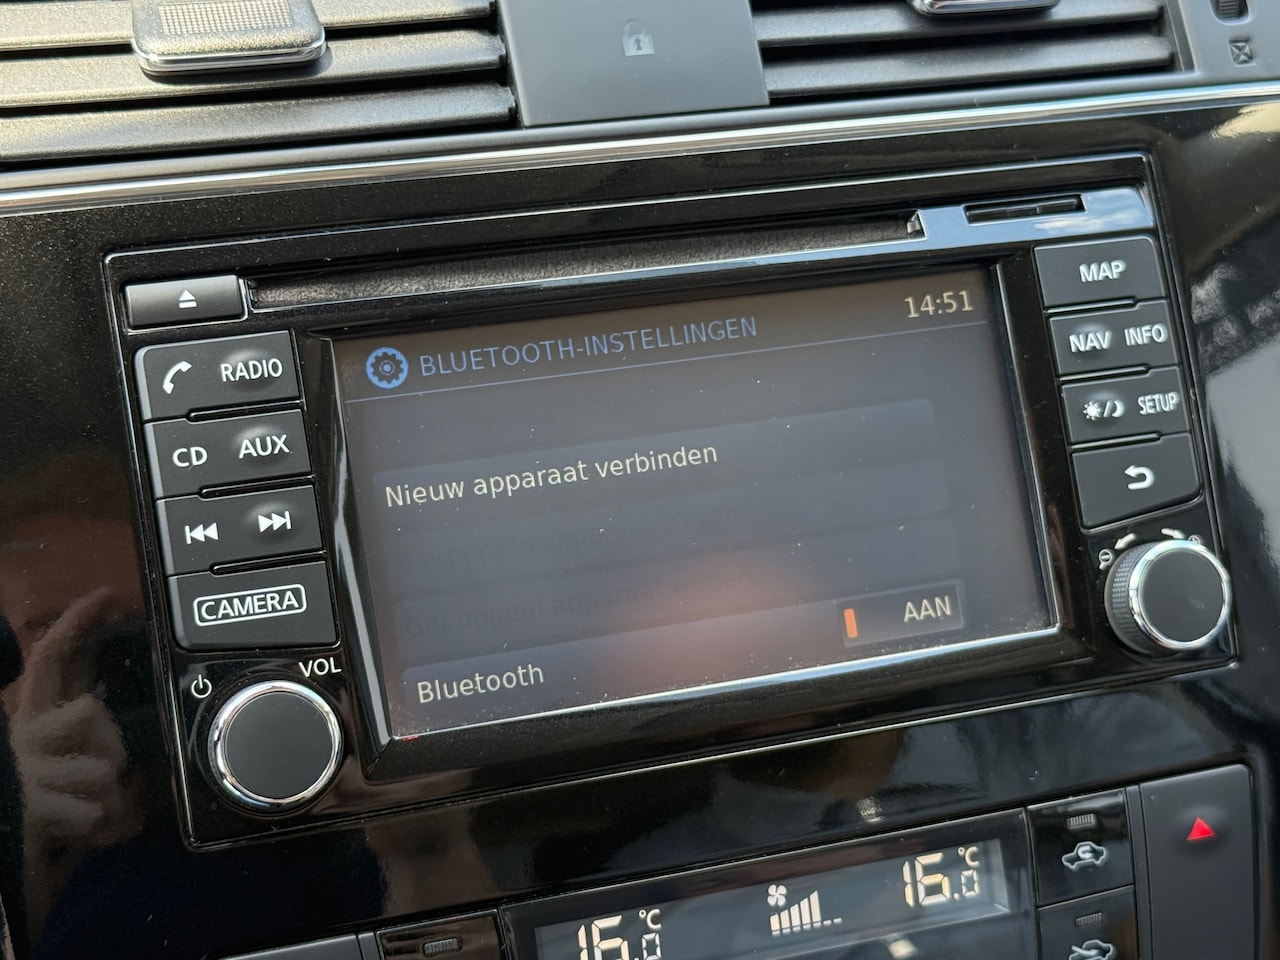 MAP
14:51
BLUETOOTH-INSTELLINGEN
RADIO
NAV INFO
CD AUX
SETUP
Nieuw apparaat verbinden
CAMERA
AAN
Bluetooth
VOL
16.0 °C
16.0 °C